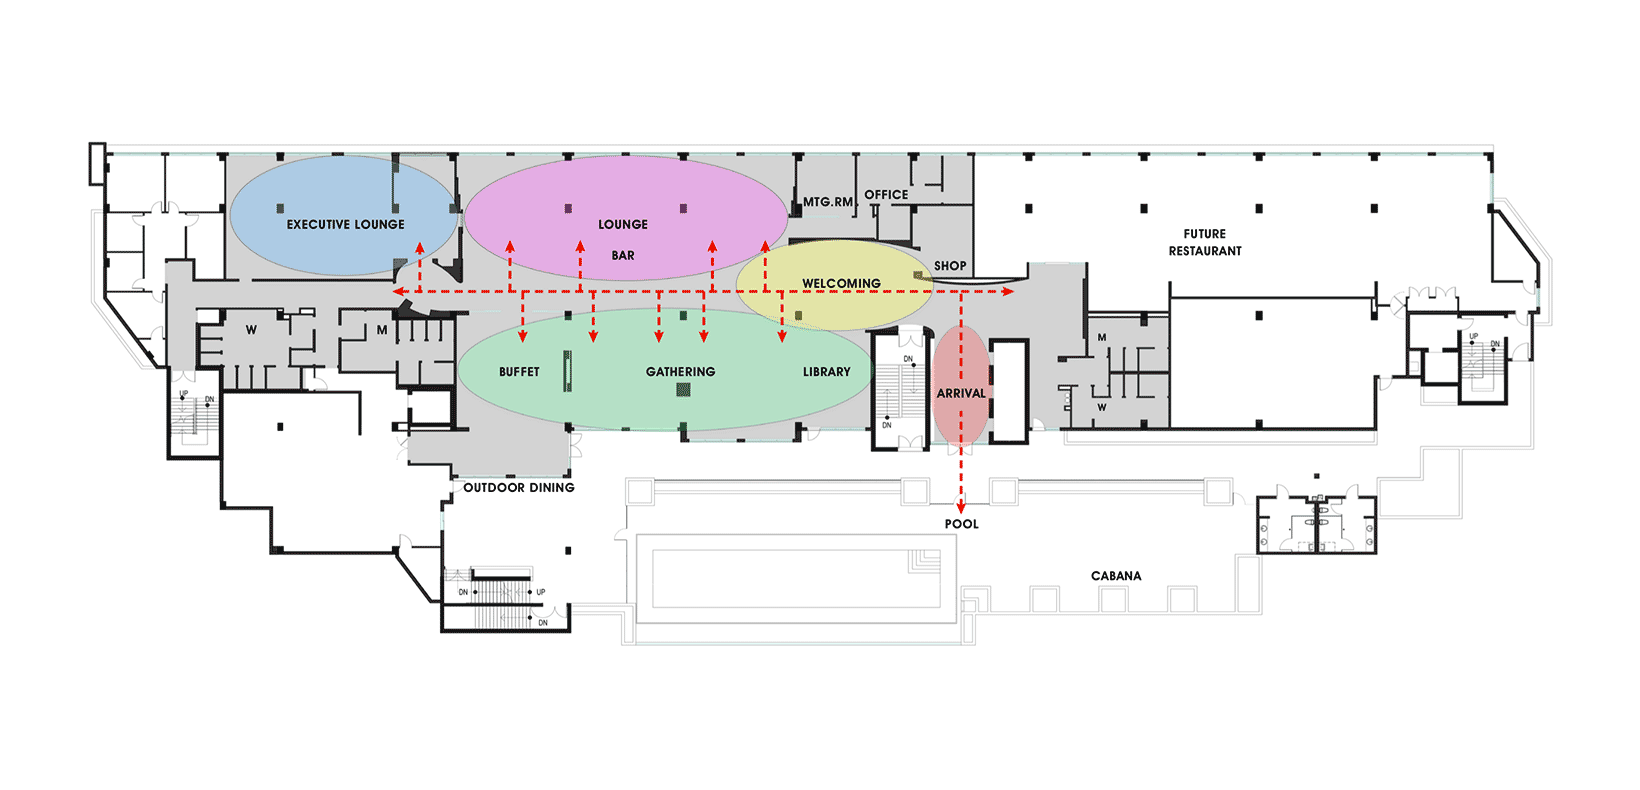 MTG.RM
OFFICE
EXECUTIVE LOUNGE
LOUNGE
BAR
FUTURE
RESTAURANT
SHOP
WELCOMING
W
M
M
UP
DN
DN
BUFFET
GATHERING
LIBRARY
ARRIVAL
UP
DN
W
DN
OUTDOOR DINING
POOL
CABANA
DN
UP
DN